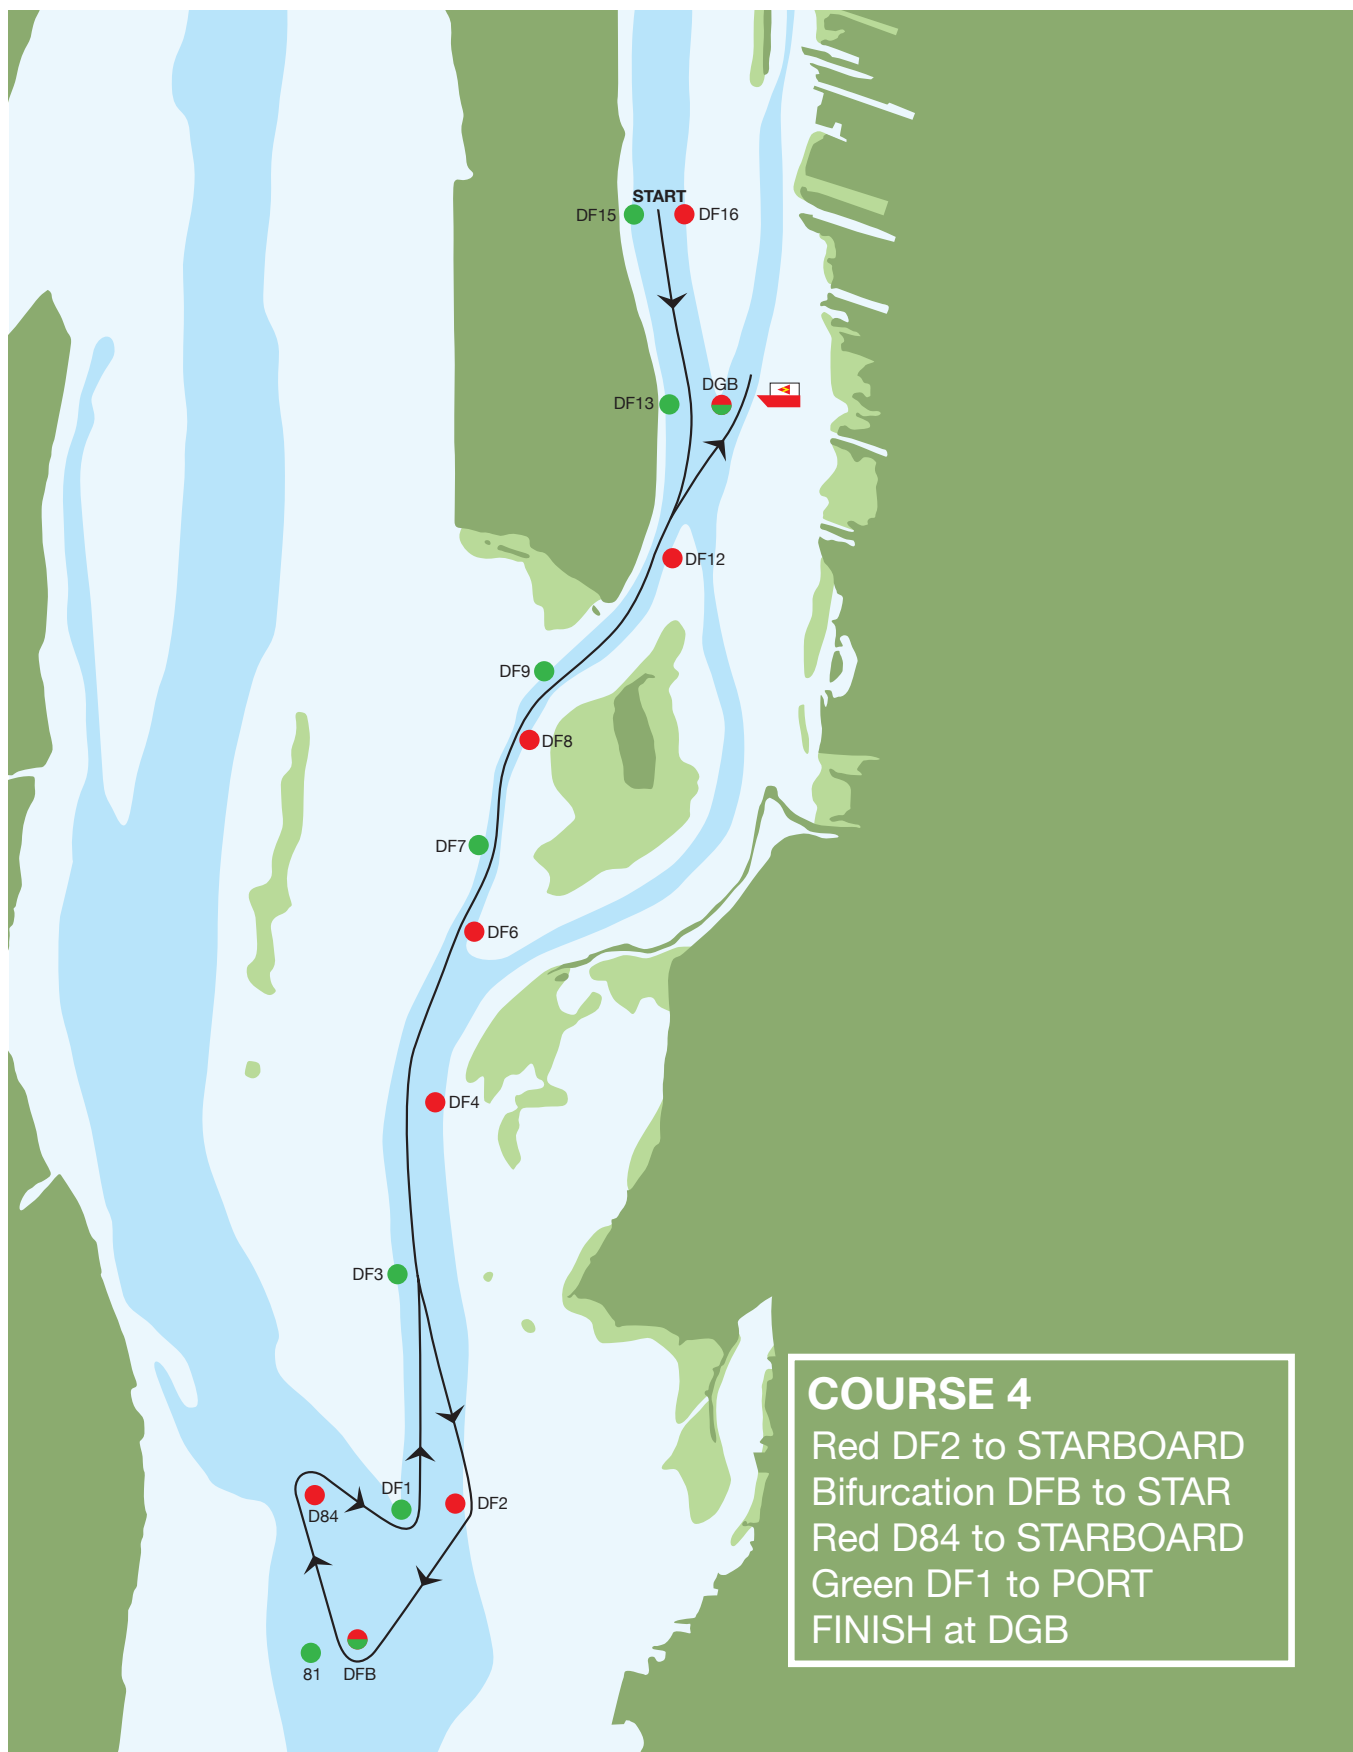 START
DF15
DF16
DGB
DF13
DF12
DF9
DF8
DF7
DF6
DF4
DF3
DF1
DF2
D84
81
DFB
COURSE 4
Red DF2 to STARBOARD
Bifurcation DFB to STAR
Red D84 to STARBOARD
Green DF1 to PORT
FINISH at DGB